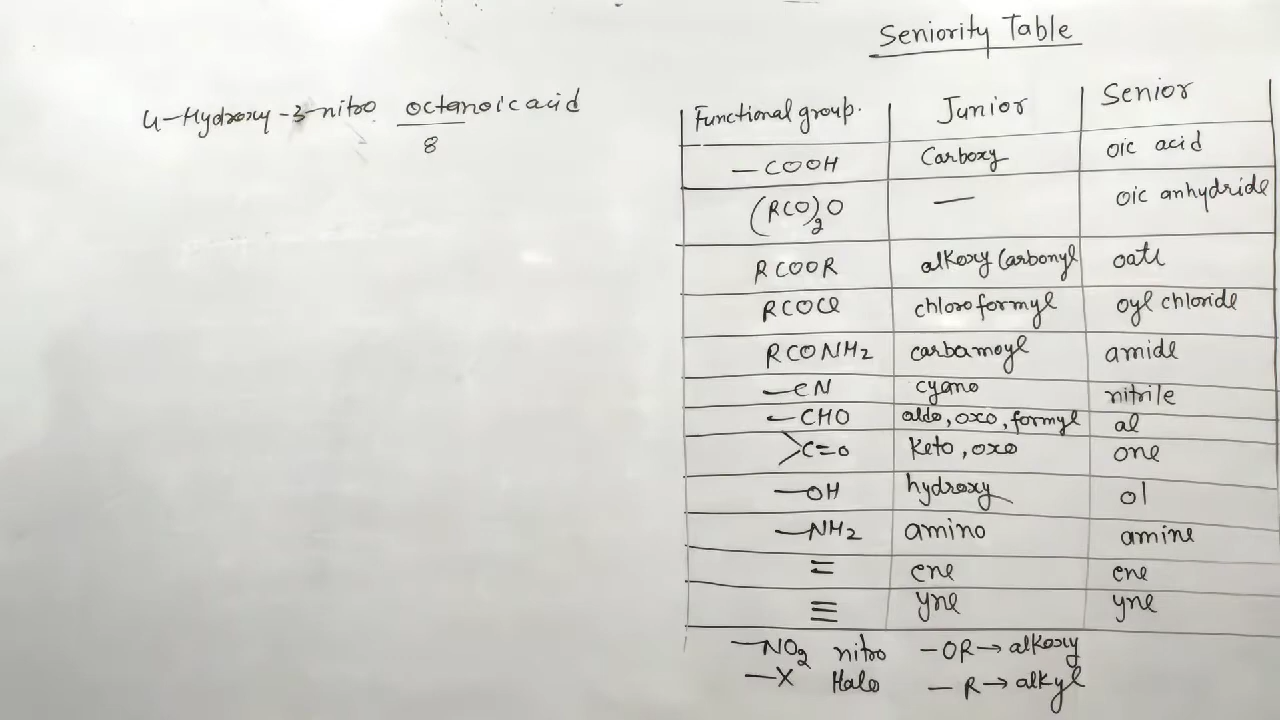 4-Hydroxy-3-nitro octanoic acid
8
Seniority Table
Functional group. Junior Senior
—COOH Carboxy oic acid
(RCO)₂O — oic anhydride
RCOOR alkoxy Carbonyl oate
RCOCl chloroformyl oyl chloride
RCONH₂ carbamoyl amide
—CN cyano nitrile
—CHO aldo, oxo, formyl al
>C=O Keto, oxo one
—OH hydroxy ol
—NH₂ amino amine
= ene ene
≡ yne yne
—NO₂ nitro —OR→alkoxy
—X Halo —R→alkyl